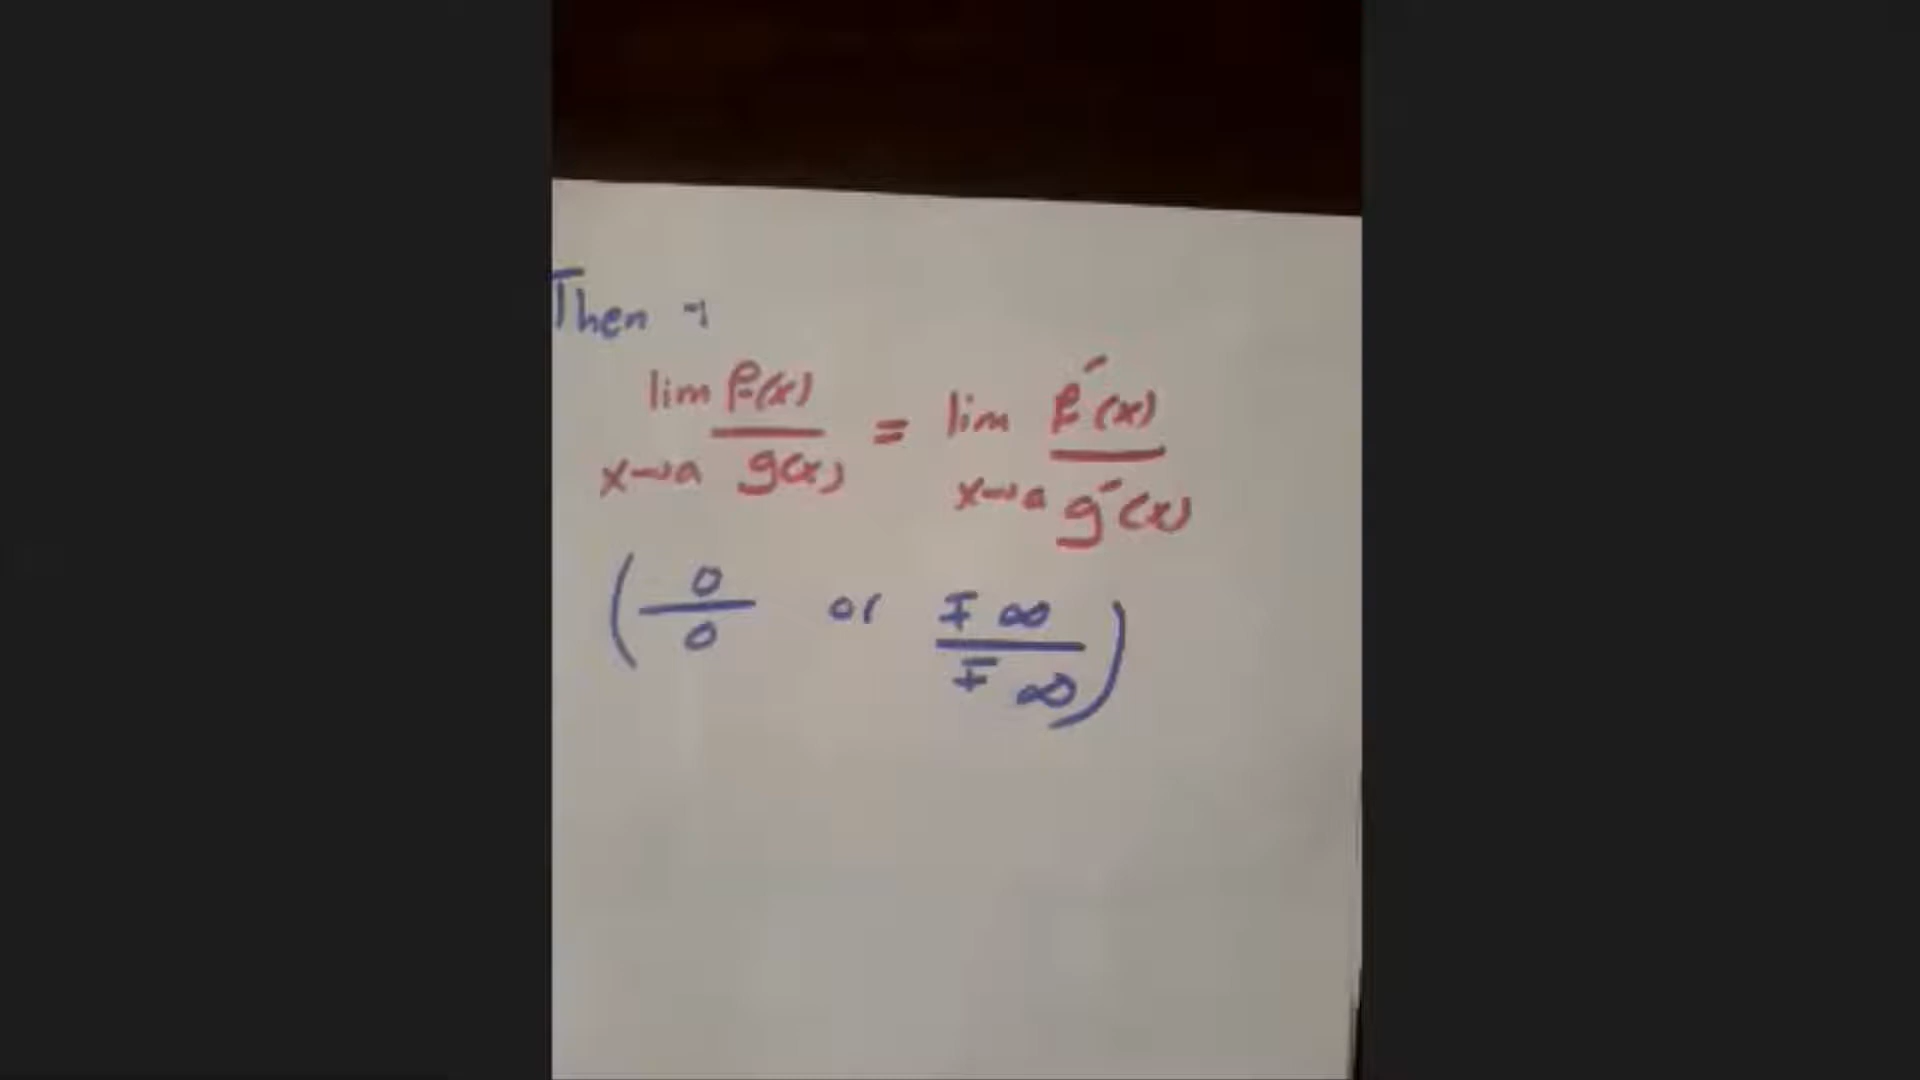 Then :
lim f(x) / g(x) = lim f´(x) / g´(x)
x→a x→a
( 0 / 0 or ∓ ∞ / ∓ ∞ )